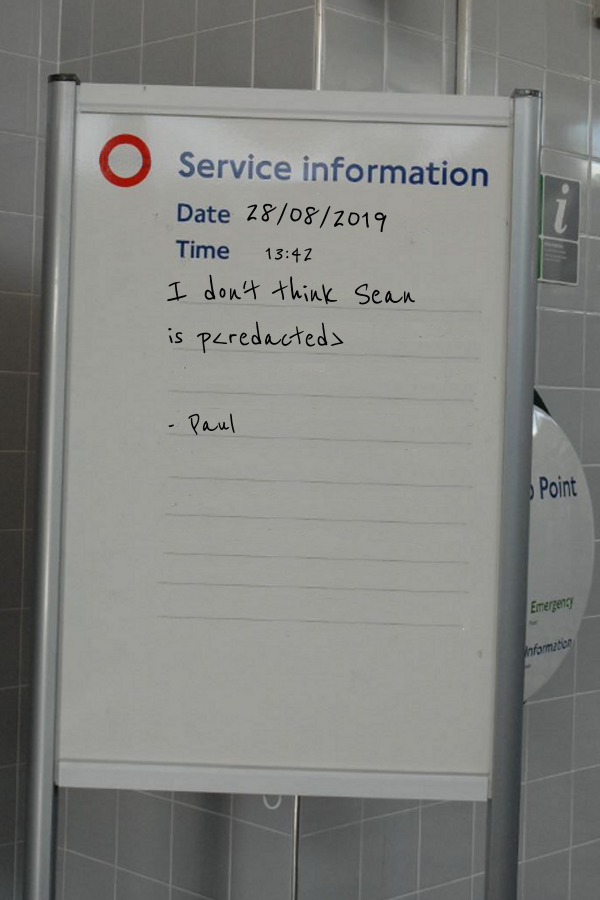 Service information
Date 28/08/2019
Time 13:42
I don't think Sean
is p<redacted>
- Paul
i
Point
Emergency
Information